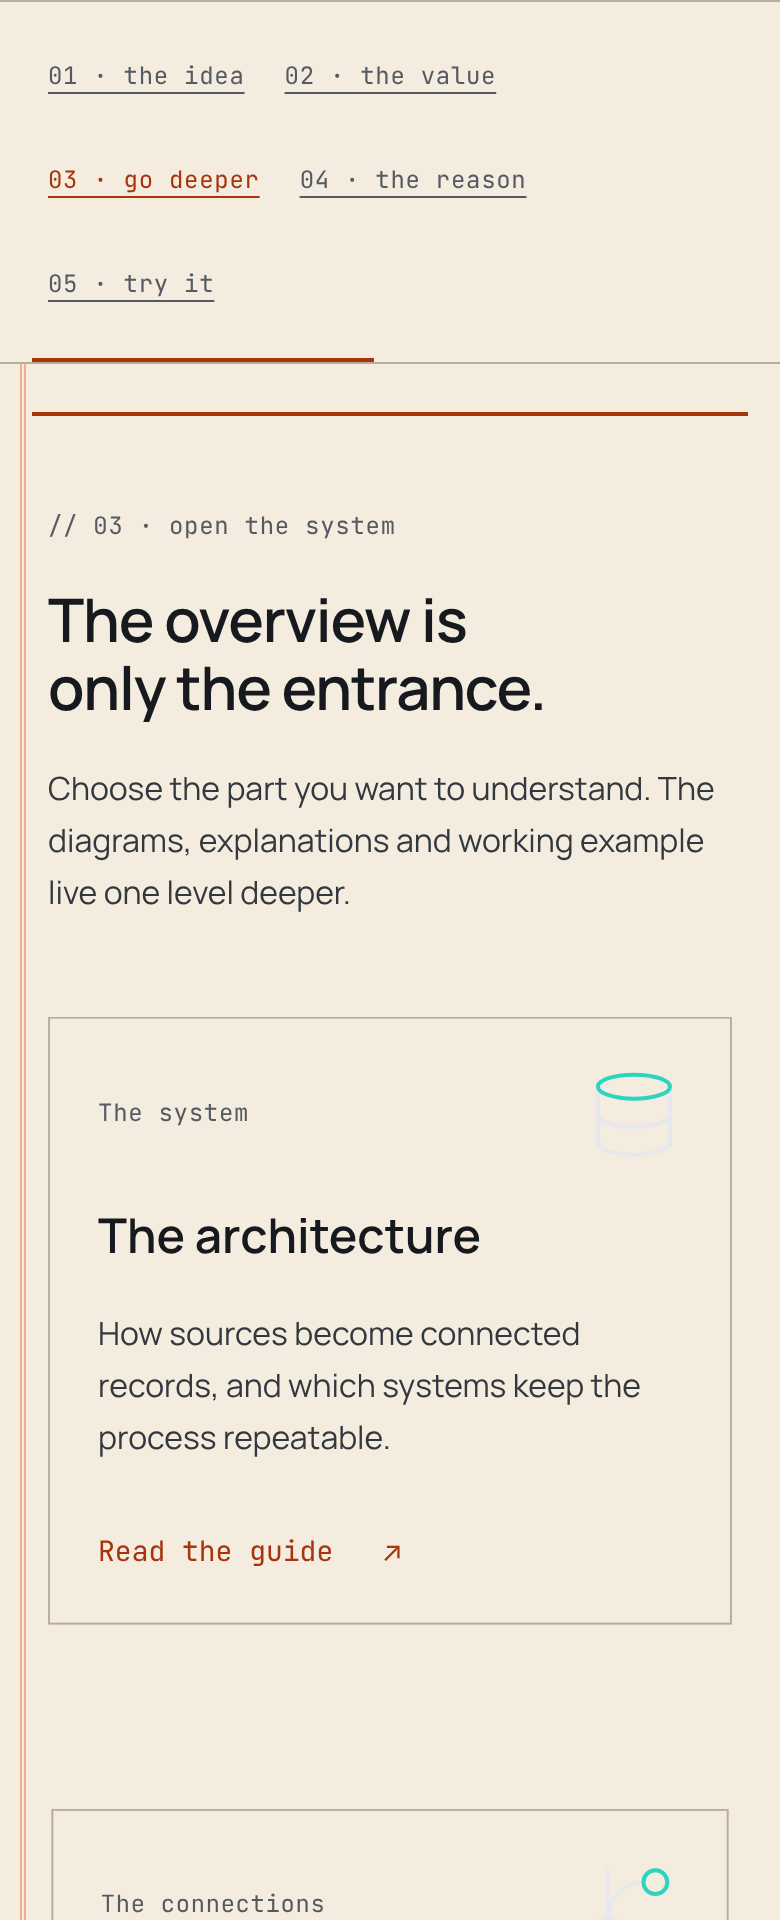 01 · the idea 02 · the value
03 · go deeper 04 · the reason
05 · try it
// 03 · open the system
The overview is
only the entrance.
Choose the part you want to understand. The
diagrams, explanations and working example
live one level deeper.
The system
The architecture
How sources become connected
records, and which systems keep the
process repeatable.
Read the guide ↗
The connections